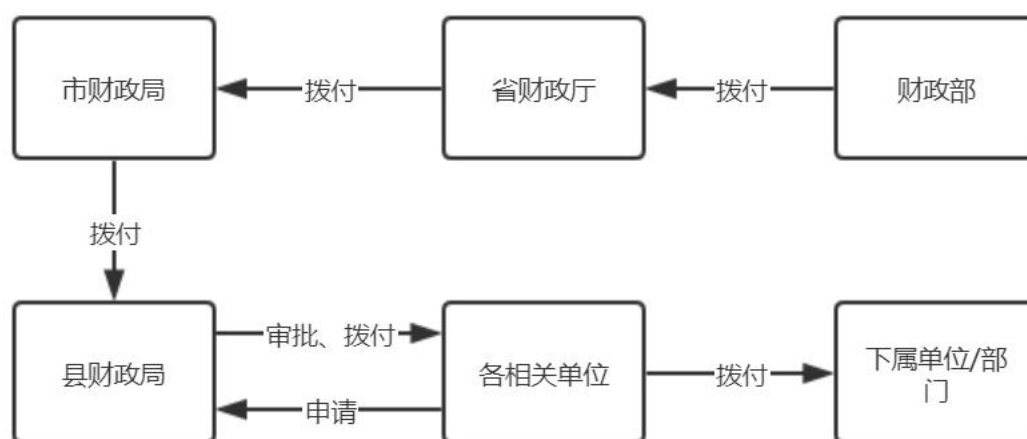 市财政局
拨付
省财政厅
拨付
财政部
拨付
县财政局
审批、拨付
申请
各相关单位
拨付
下属单位/部
门